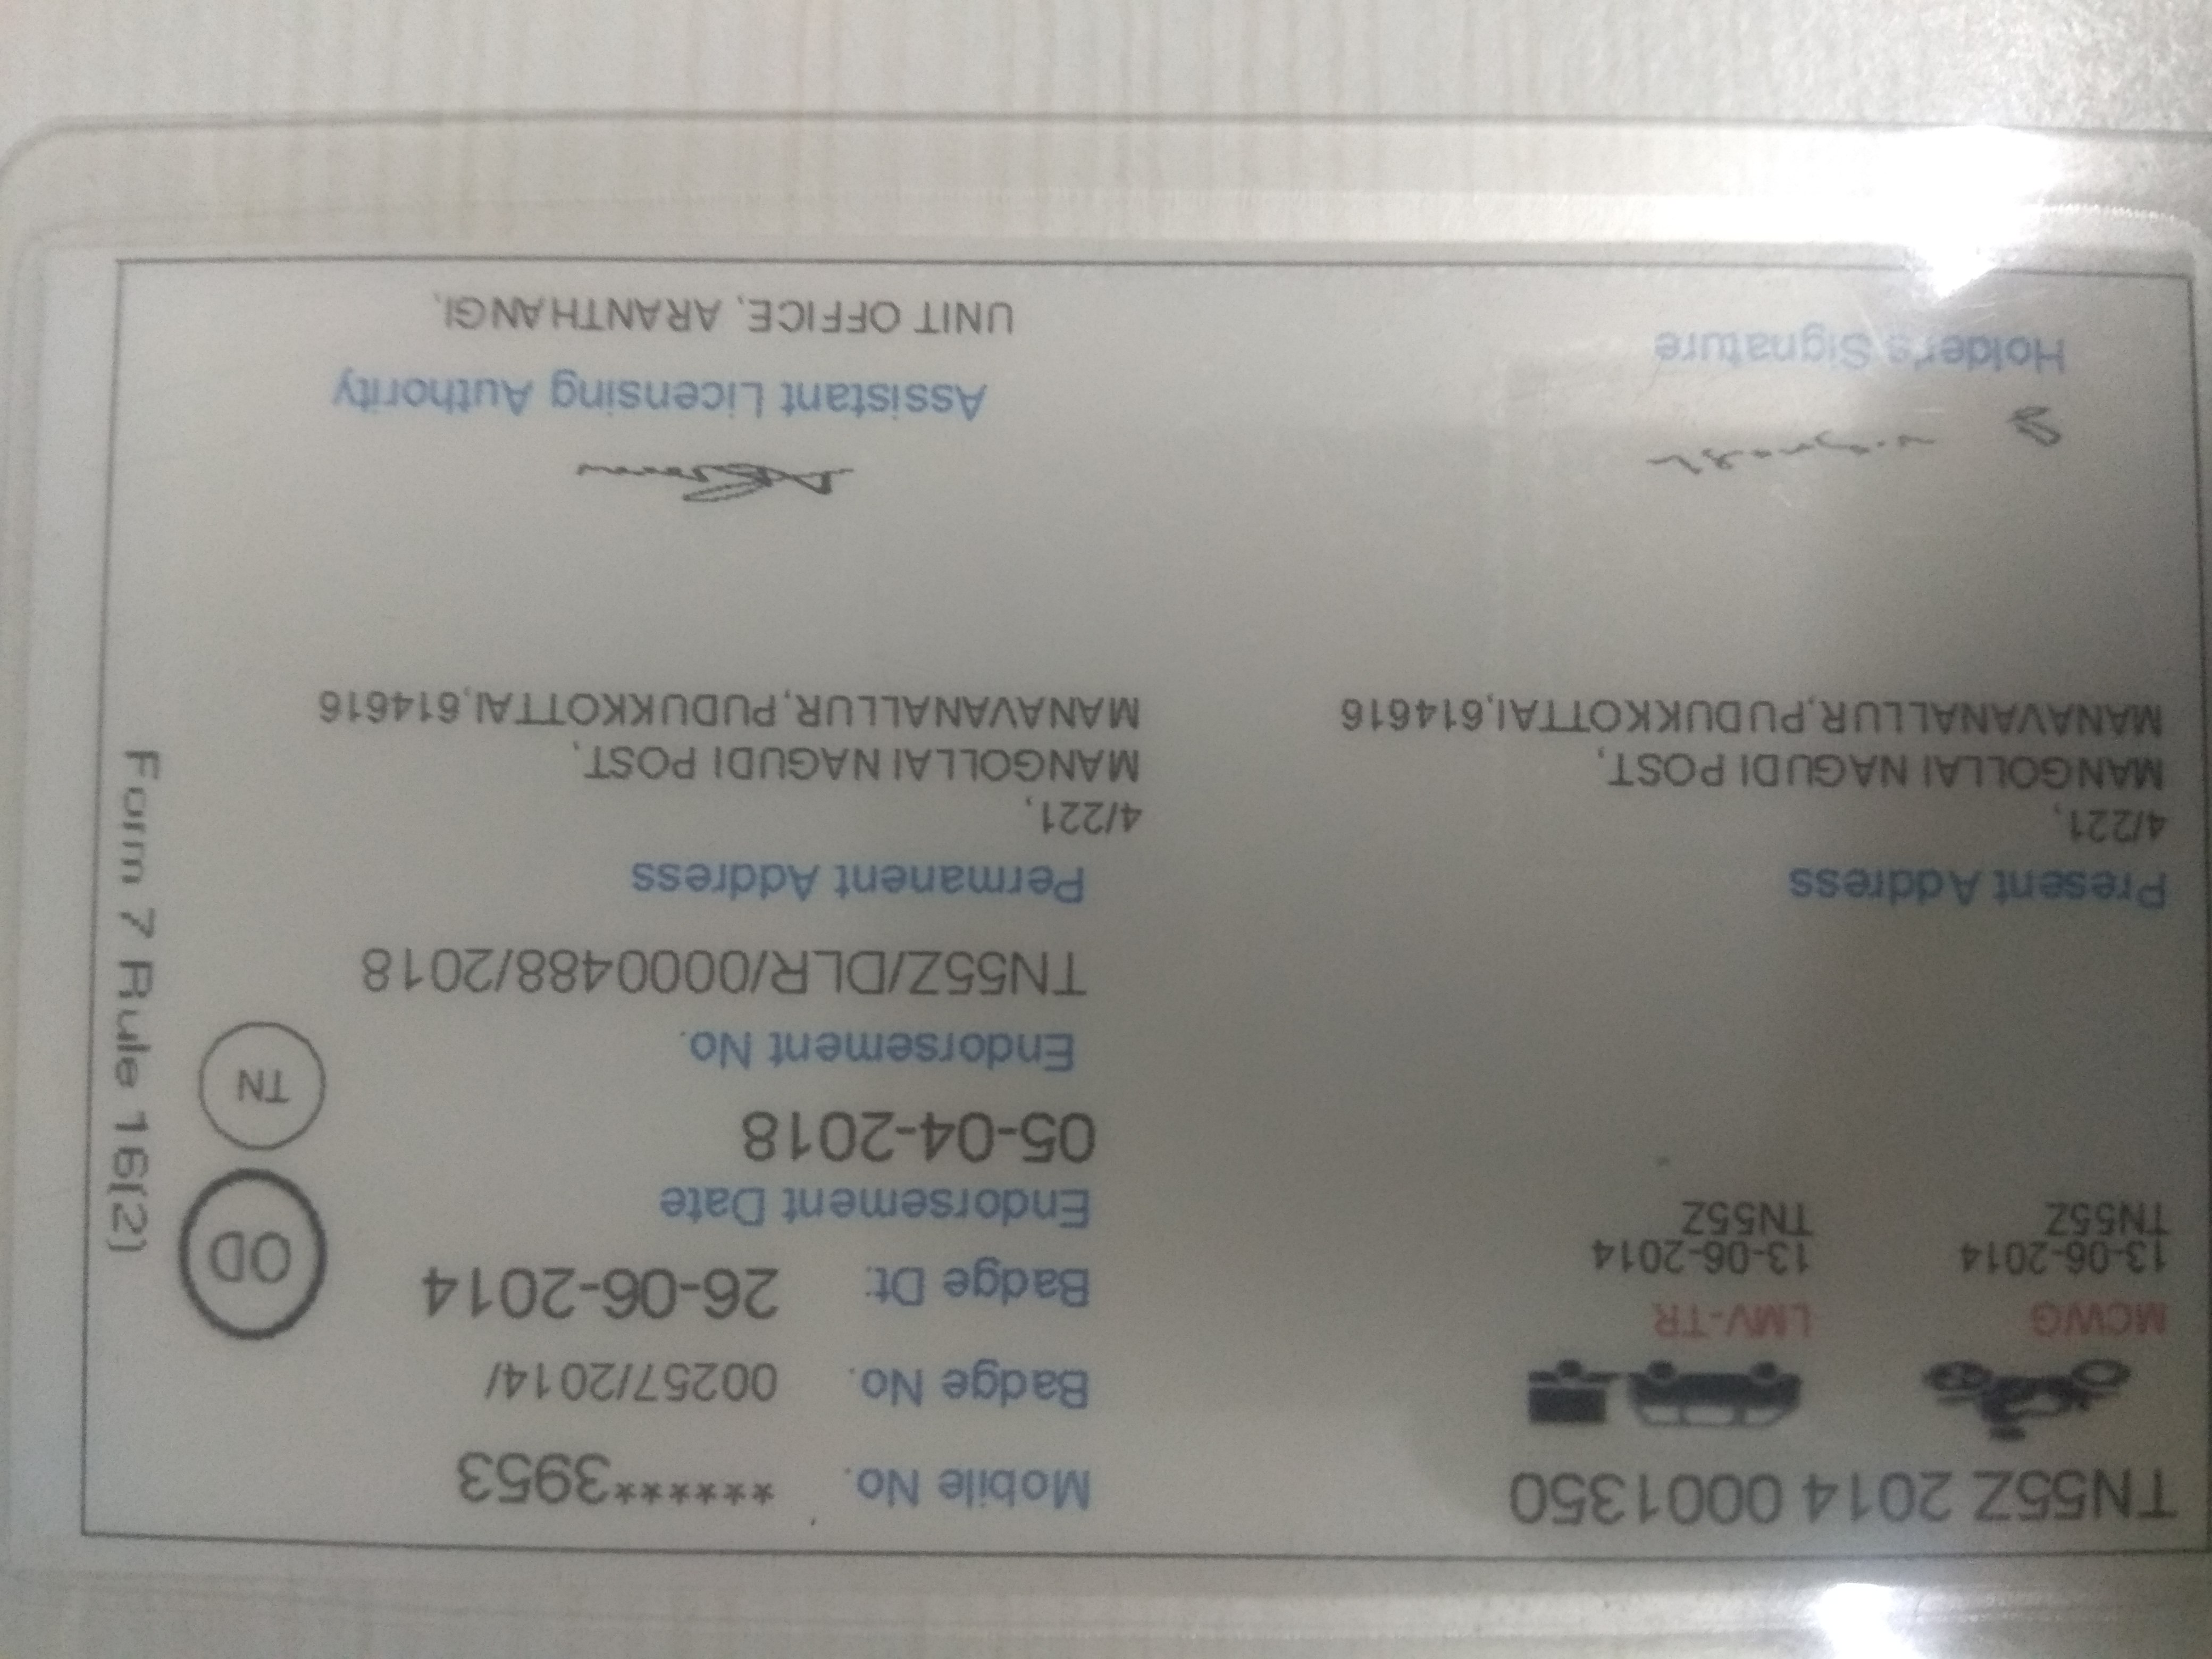 TN55Z 2014 0001350
MCWG
13-06-2014
TN55Z
LMV-TR
13-06-2014
TN55Z
Present Address
4/221,
MANGOLLAI NAGUDI POST,
MANAVANALLUR,PUDUKKOTTAI,614616
Holder's Signature
Mobile No. ******3953
Badge No. 00257/2014/
Badge Dt: 26-06-2014
Endorsement Date
05-04-2018
Endorsement No.
TN55Z/DLR/0000488/2018
Permanent Address
4/221,
MANGOLLAI NAGUDI POST,
MANAVANALLUR,PUDUKKOTTAI,614616
Assistant Licensing Authority
UNIT OFFICE, ARANTHANGI,
OD
TN
Form 7 Rule 16(2)